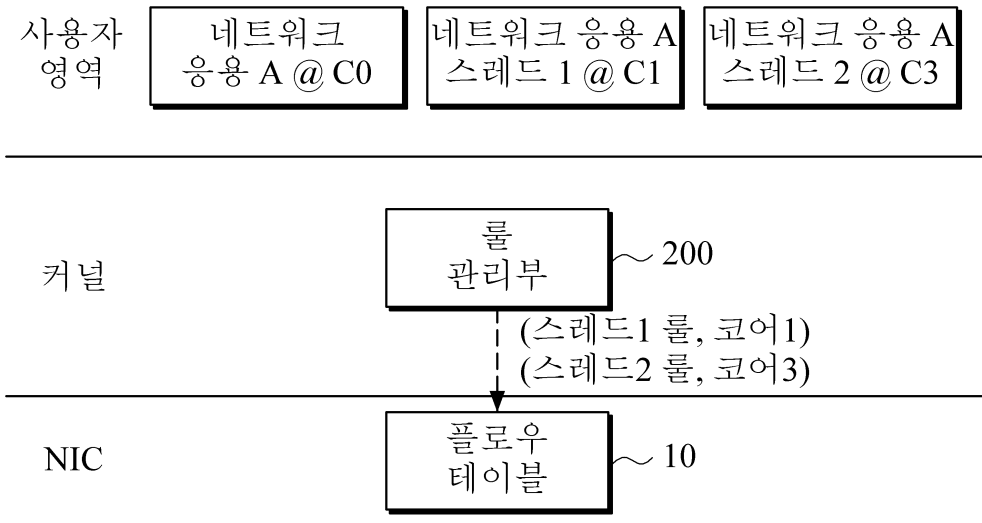 사용자
영역
네트워크
응용 A @ C0
네트워크 응용 A
스레드 1 @ C1
네트워크 응용 A
스레드 2 @ C3
커널
룰
관리부
200
(스레드1 룰, 코어1)
(스레드2 룰, 코어3)
NIC
플로우
테이블
10